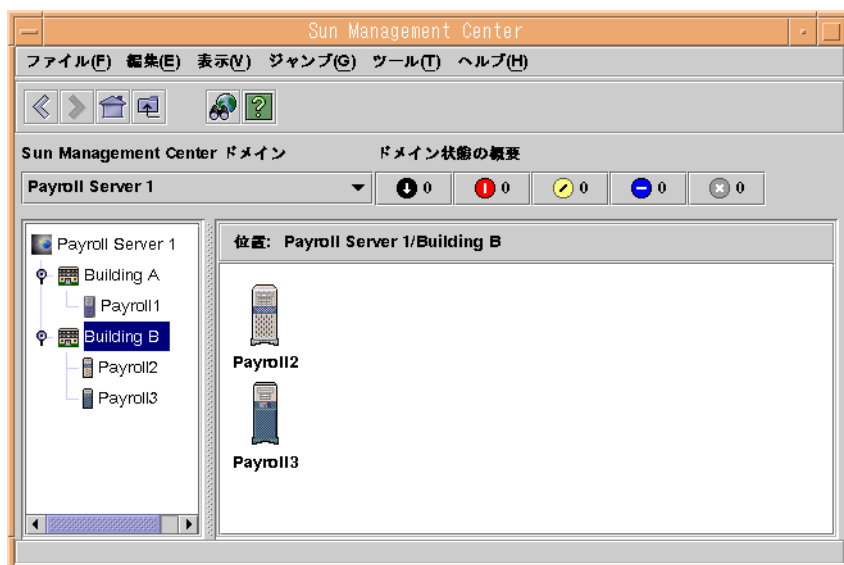 Sun Management Center
ファイル(F) 編集(E) 表示(V) ジャンプ(G) ツール(T) ヘルプ(H)
Sun Management Center ドメイン ドメイン状態の概要
Payroll Server 1 0 0 0 0 0
Payroll Server 1
Building A
Payroll1
Building B
Payroll2
Payroll3
位置: Payroll Server 1/Building B
Payroll2
Payroll3